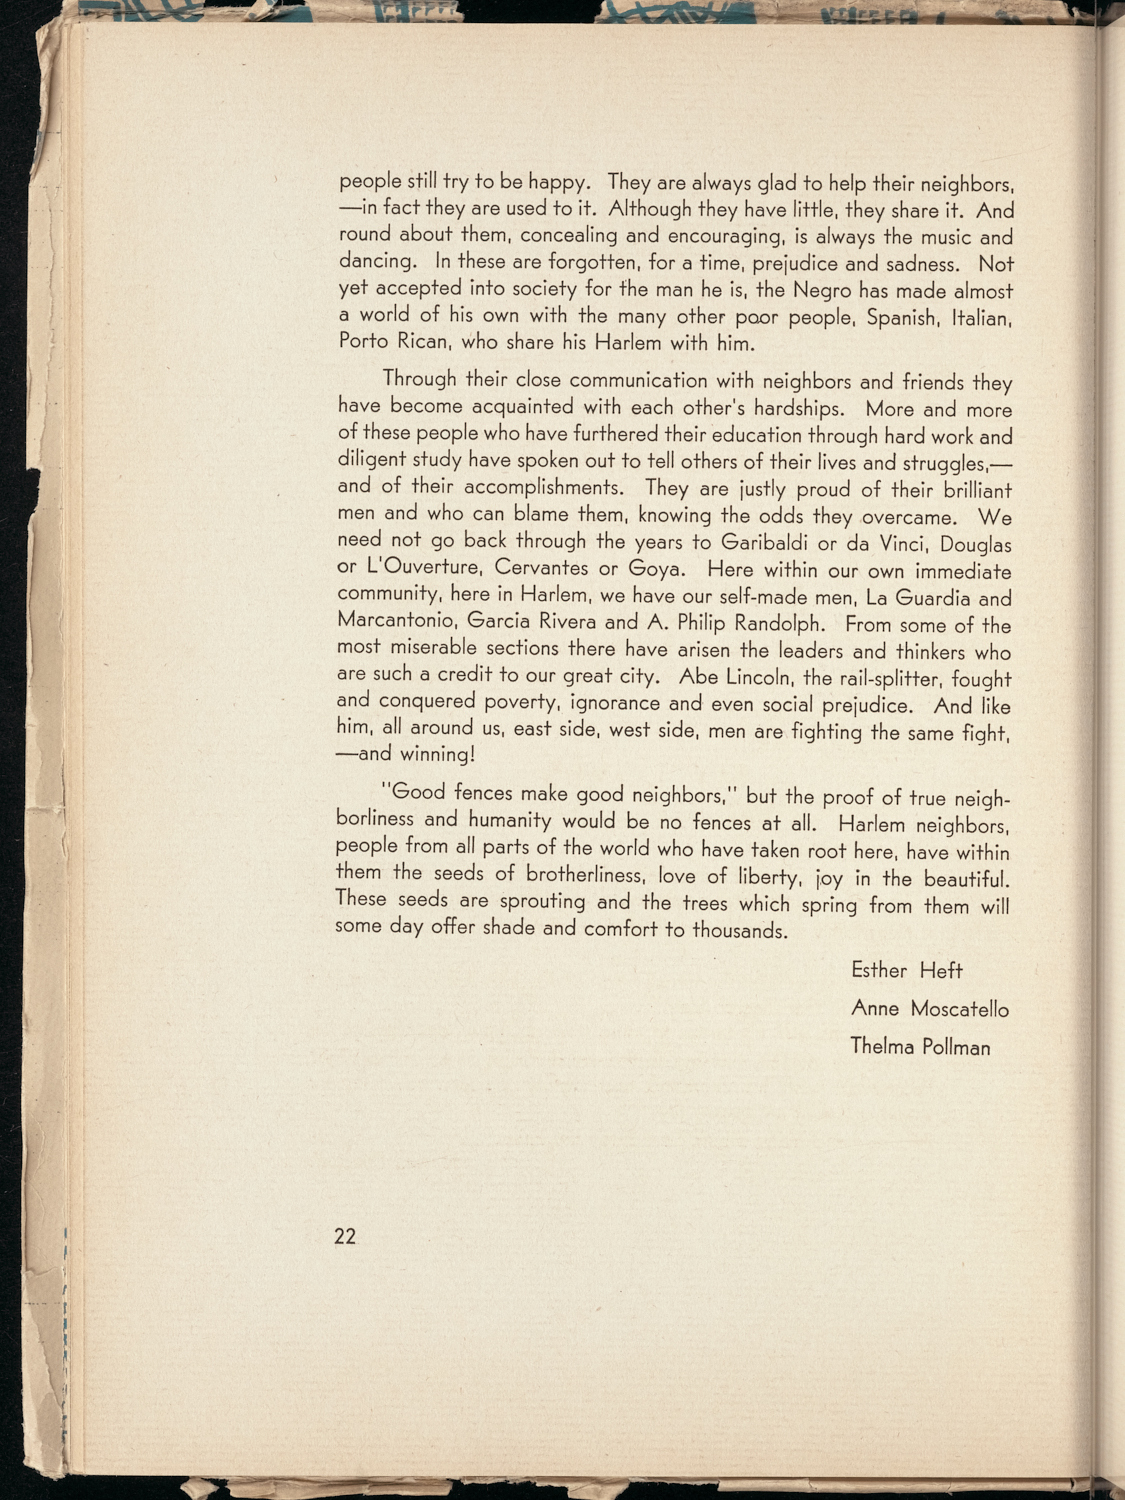 people still try to be happy. They are always glad to help their neighbors,
—in fact they are used to it. Although they have little, they share it. And
round about them, concealing and encouraging, is always the music and
dancing. In these are forgotten, for a time, prejudice and sadness. Not
yet accepted into society for the man he is, the Negro has made almost
a world of his own with the many other poor people, Spanish, Italian,
Porto Rican, who share his Harlem with him.
Through their close communication with neighbors and friends they
have become acquainted with each other's hardships. More and more
of these people who have furthered their education through hard work and
diligent study have spoken out to tell others of their lives and struggles,—
and of their accomplishments. They are justly proud of their brilliant
men and who can blame them, knowing the odds they overcame. We
need not go back through the years to Garibaldi or da Vinci, Douglas
or L'Ouverture, Cervantes or Goya. Here within our own immediate
community, here in Harlem, we have our self-made men, La Guardia and
Marcantonio, Garcia Rivera and A. Philip Randolph. From some of the
most miserable sections there have arisen the leaders and thinkers who
are such a credit to our great city. Abe Lincoln, the rail-splitter, fought
and conquered poverty, ignorance and even social prejudice. And like
him, all around us, east side, west side, men are fighting the same fight,
—and winning!
"Good fences make good neighbors," but the proof of true neigh-
borliness and humanity would be no fences at all. Harlem neighbors,
people from all parts of the world who have taken root here, have within
them the seeds of brotherliness, love of liberty, joy in the beautiful.
These seeds are sprouting and the trees which spring from them will
some day offer shade and comfort to thousands.
Esther Heft
Anne Moscatello
Thelma Pollman
22